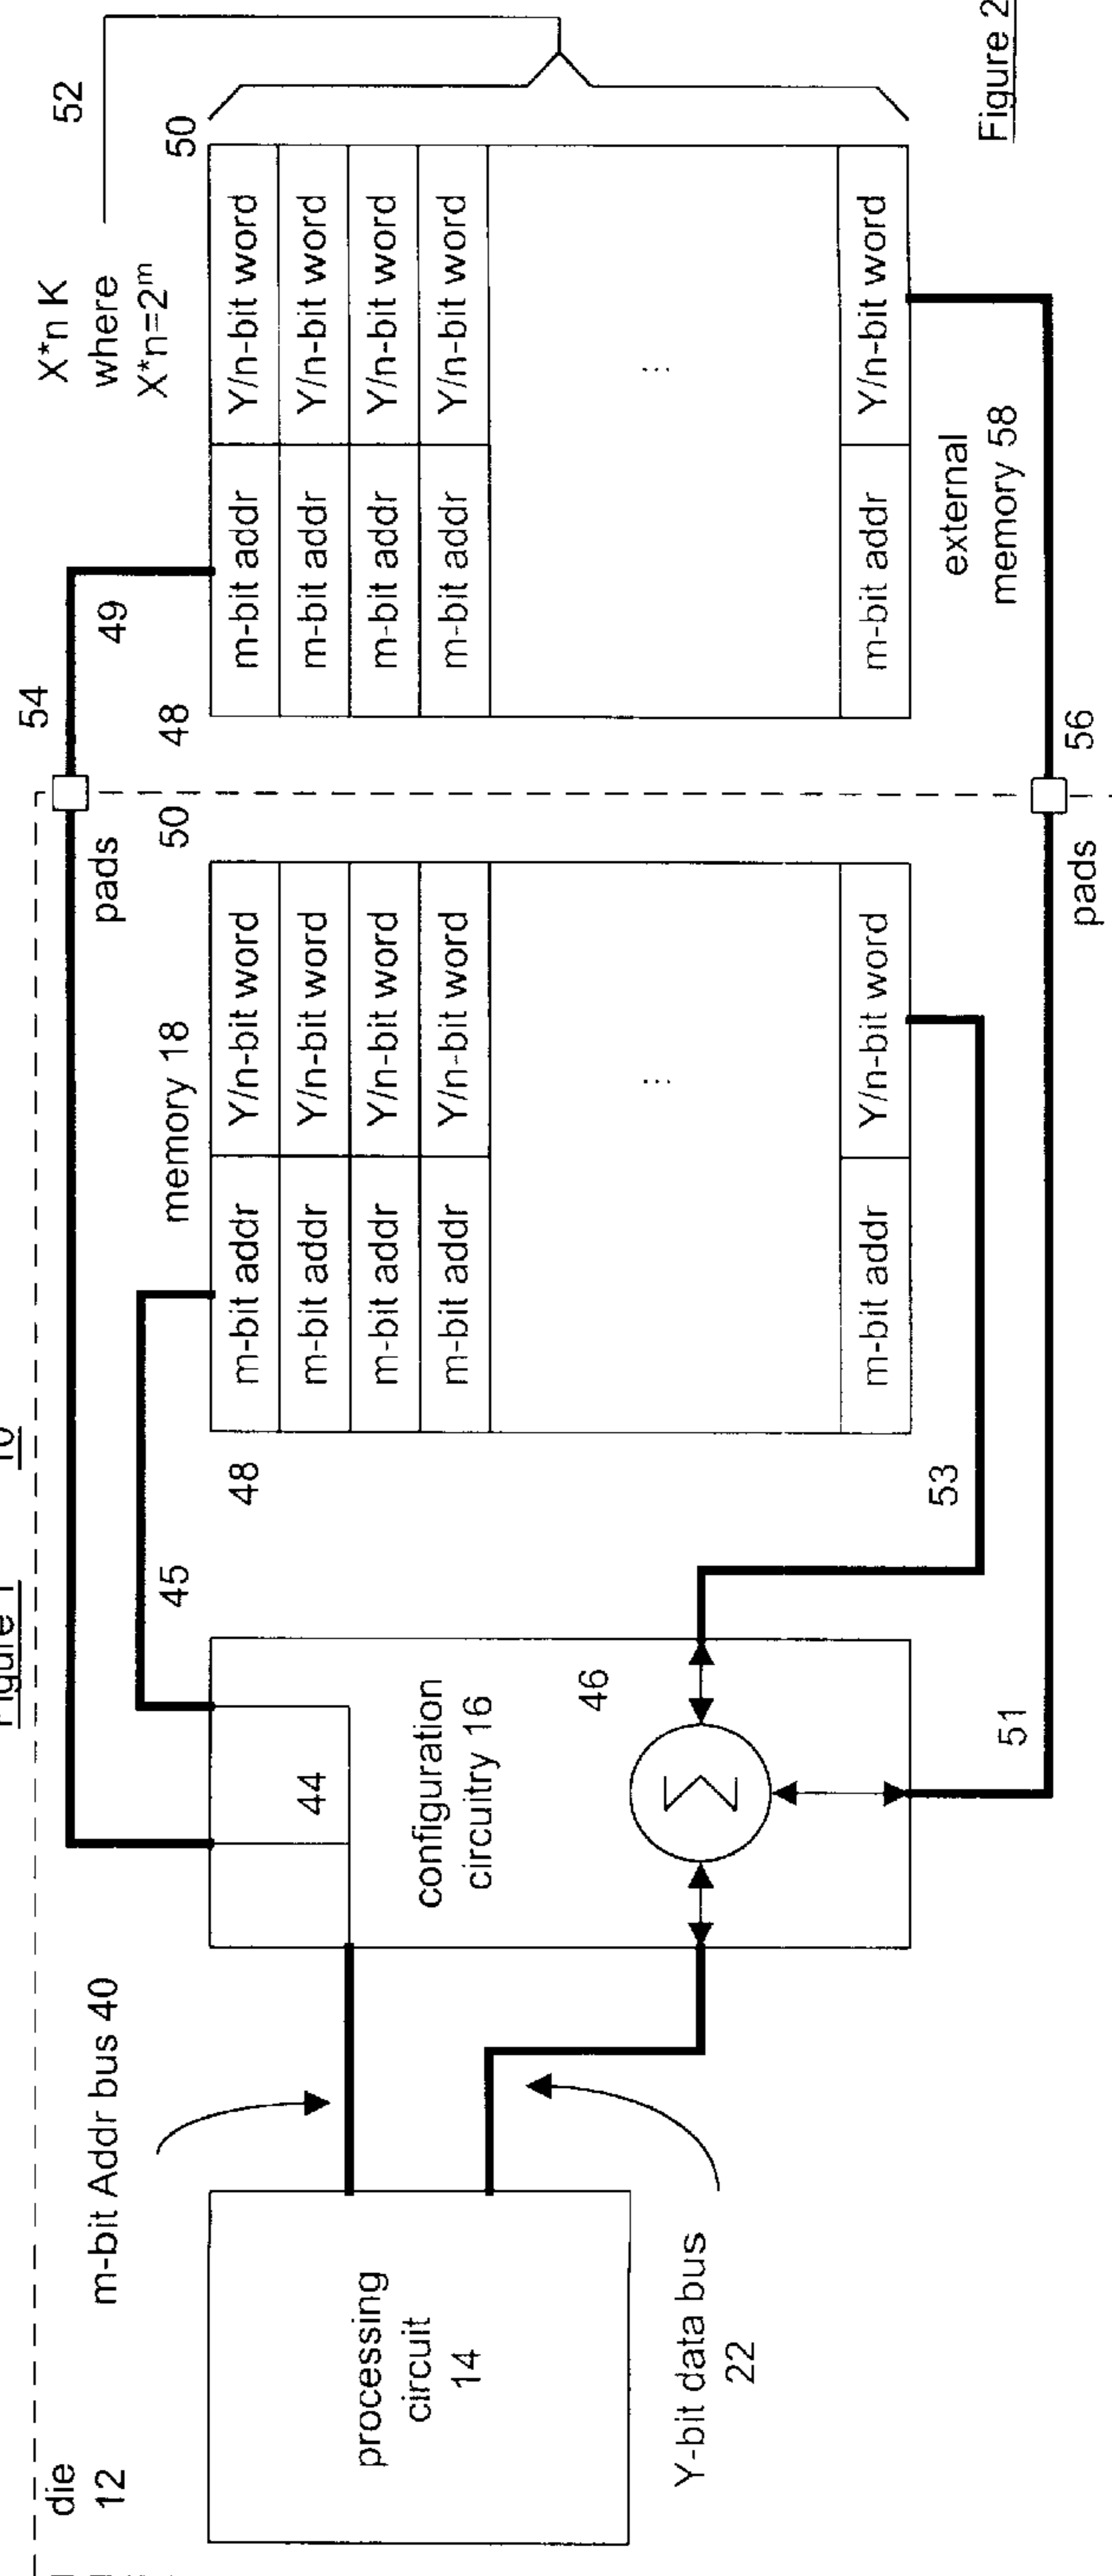 Figure 1
10
die
12
m-bit Addr bus 40
processing
circuit
14
Y-bit data bus
22
44
configuration
circuitry 16
46
Σ
45
51
53
48
memory 18
50
m-bit addr Y/n-bit word
m-bit addr Y/n-bit word
m-bit addr Y/n-bit word
m-bit addr Y/n-bit word
...
m-bit addr Y/n-bit word
pads
54
pads
56
49
48
50
m-bit addr Y/n-bit word
m-bit addr Y/n-bit word
m-bit addr Y/n-bit word
m-bit addr Y/n-bit word
...
m-bit addr Y/n-bit word
external
memory 58
X*n K
where
X*n=2ᵐ
52
Figure 2